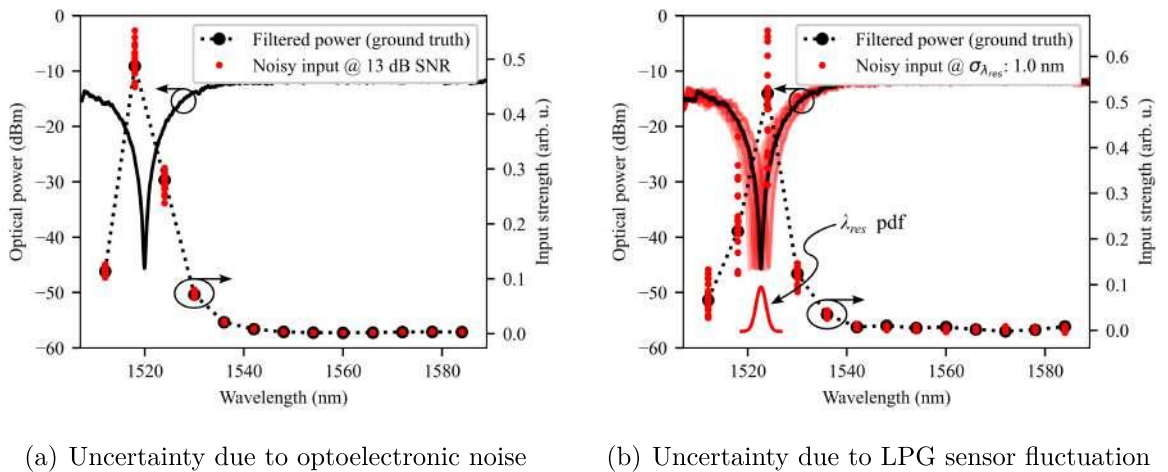 0
−10
−20
−30
−40
−50
−60
Optical power (dBm)
1520
1540
1560
1580
Wavelength (nm)
0.5
0.4
0.3
0.2
0.1
0.0
Input strength (arb. u.)
Filtered power (ground truth)
Noisy input @ 13 dB SNR
(a) Uncertainty due to optoelectronic noise
0
−10
−20
−30
−40
−50
−60
Optical power (dBm)
1520
1540
1560
1580
Wavelength (nm)
0.6
0.5
0.4
0.3
0.2
0.1
0.0
Input strength (arb. u.)
Filtered power (ground truth)
Noisy input @ σλres: 1.0 nm
λres pdf
(b) Uncertainty due to LPG sensor fluctuation